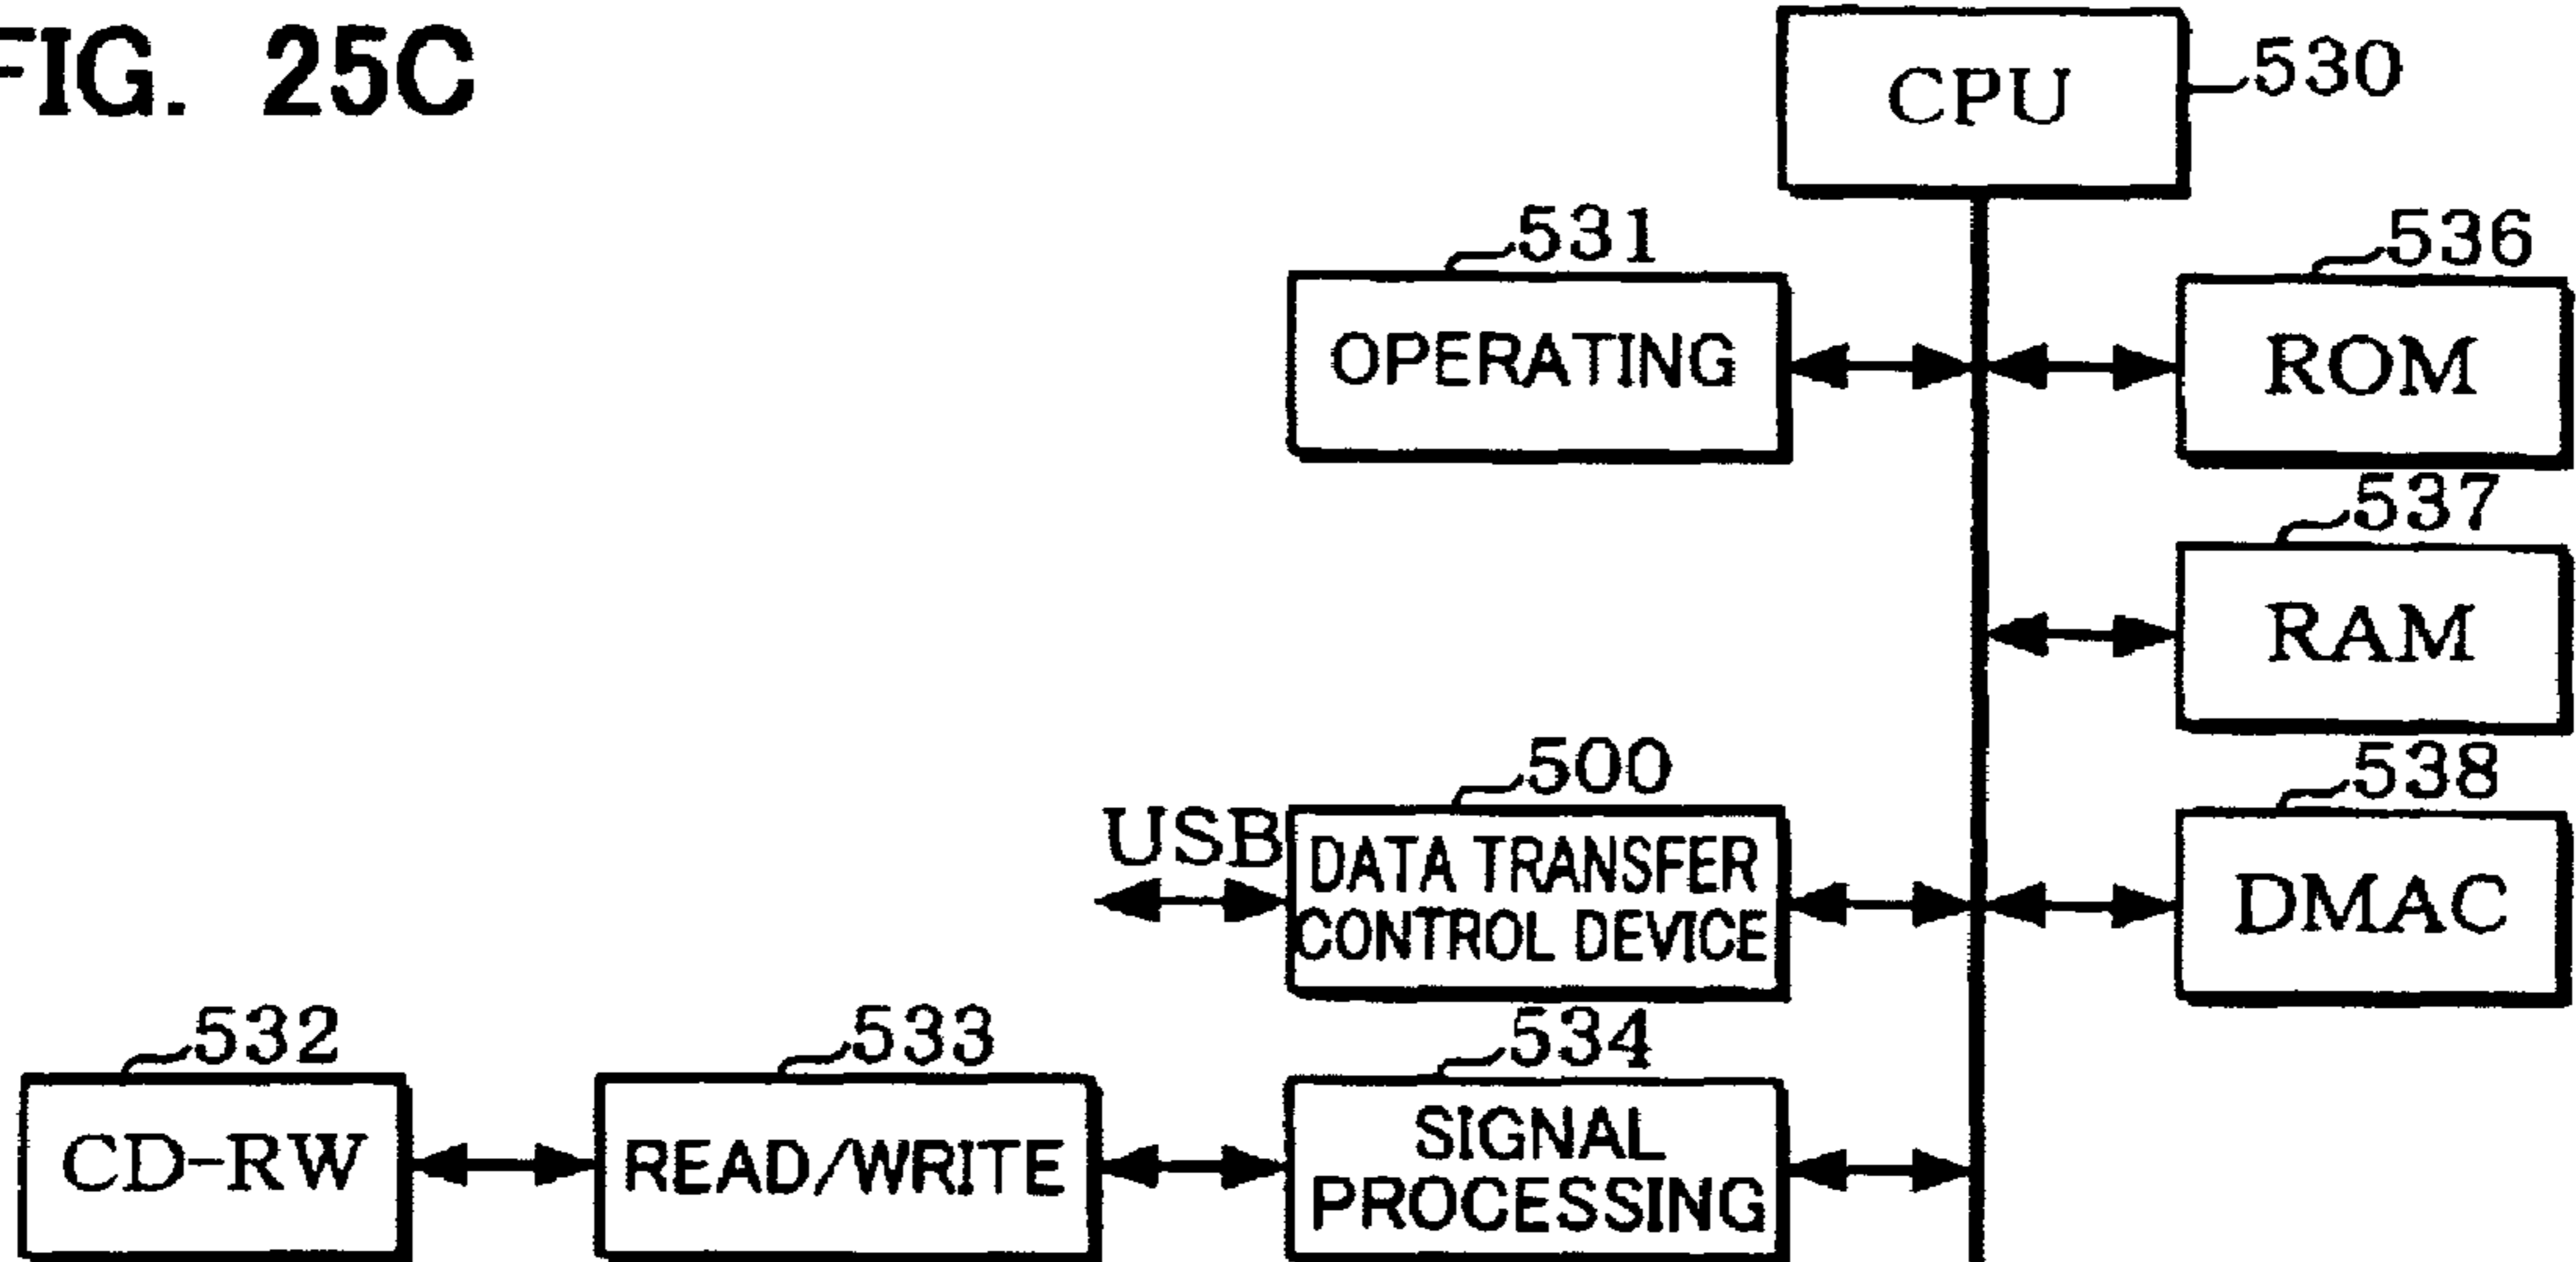 FIG. 25C
CPU
530
531
OPERATING
536
ROM
537
RAM
500
USB
DATA TRANSFER
CONTROL DEVICE
538
DMAC
532
CD-RW
533
READ/WRITE
534
SIGNAL
PROCESSING